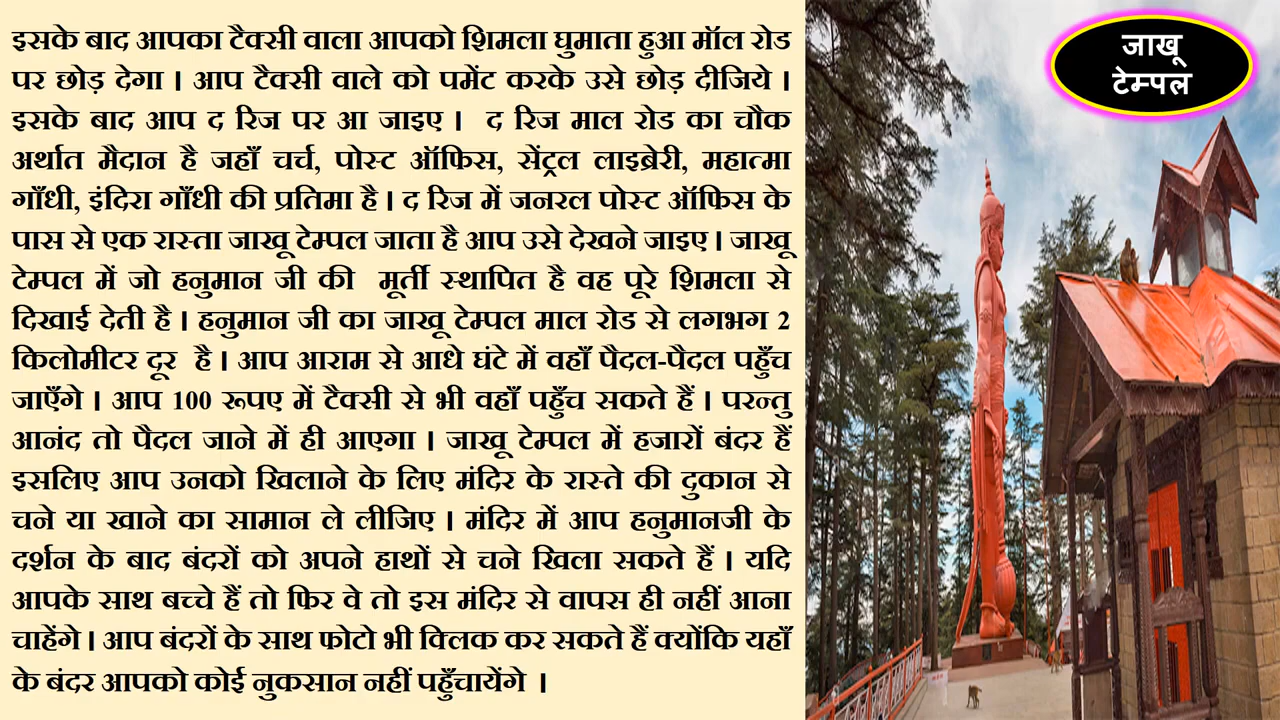 इसके बाद आपका टैक्सी वाला आपको शिमला घुमाता हुआ मॉल रोड
पर छोड़ देगा । आप टैक्सी वाले को पमेंट करके उसे छोड़ दीजिये ।
इसके बाद आप द रिज पर आ जाइए । द रिज माल रोड का चौक
अर्थात मैदान है जहाँ चर्च, पोस्ट ऑफिस, सेंट्रल लाइब्रेरी, महात्मा
गाँधी, इंदिरा गाँधी की प्रतिमा है । द रिज में जनरल पोस्ट ऑफिस के
पास से एक रास्ता जाखू टेम्पल जाता है आप उसे देखने जाइए । जाखू
टेम्पल में जो हनुमान जी की मूर्ती स्थापित है वह पूरे शिमला से
दिखाई देती है । हनुमान जी का जाखू टेम्पल माल रोड से लगभग 2
किलोमीटर दूर है । आप आराम से आधे घंटे में वहाँ पैदल-पैदल पहुँच
जाएँगे । आप 100 रूपए में टैक्सी से भी वहाँ पहुँच सकते हैं । परन्तु
आनंद तो पैदल जाने में ही आएगा । जाखू टेम्पल में हजारों बंदर हैं
इसलिए आप उनको खिलाने के लिए मंदिर के रास्ते की दुकान से
चने या खाने का सामान ले लीजिए । मंदिर में आप हनुमानजी के
दर्शन के बाद बंदरों को अपने हाथों से चने खिला सकते हैं । यदि
आपके साथ बच्चे हैं तो फिर वे तो इस मंदिर से वापस ही नहीं आना
चाहेंगे । आप बंदरों के साथ फोटो भी क्लिक कर सकते हैं क्योंकि यहाँ
के बंदर आपको कोई नुकसान नहीं पहुँचायेंगे ।
जाखू
टेम्पल